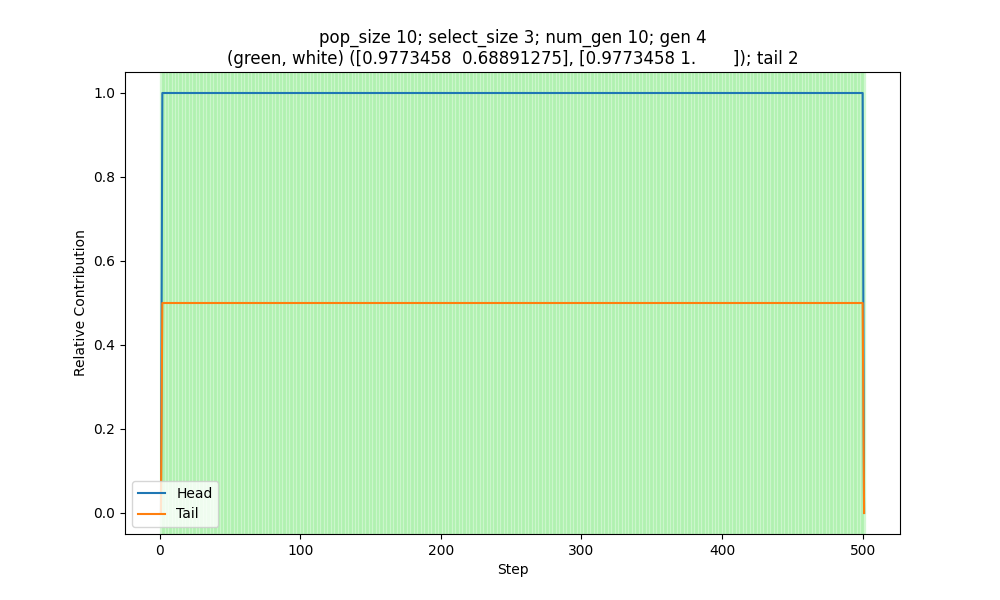 pop_size 10; select_size 3; num_gen 10; gen 4
(green, white) ([0.9773458  0.68891275], [0.9773458 1.        ]); tail 2
Relative Contribution
1.0
0.8
0.6
0.4
0.2
0.0
Head
Tail
0 100 200 300 400 500
Step